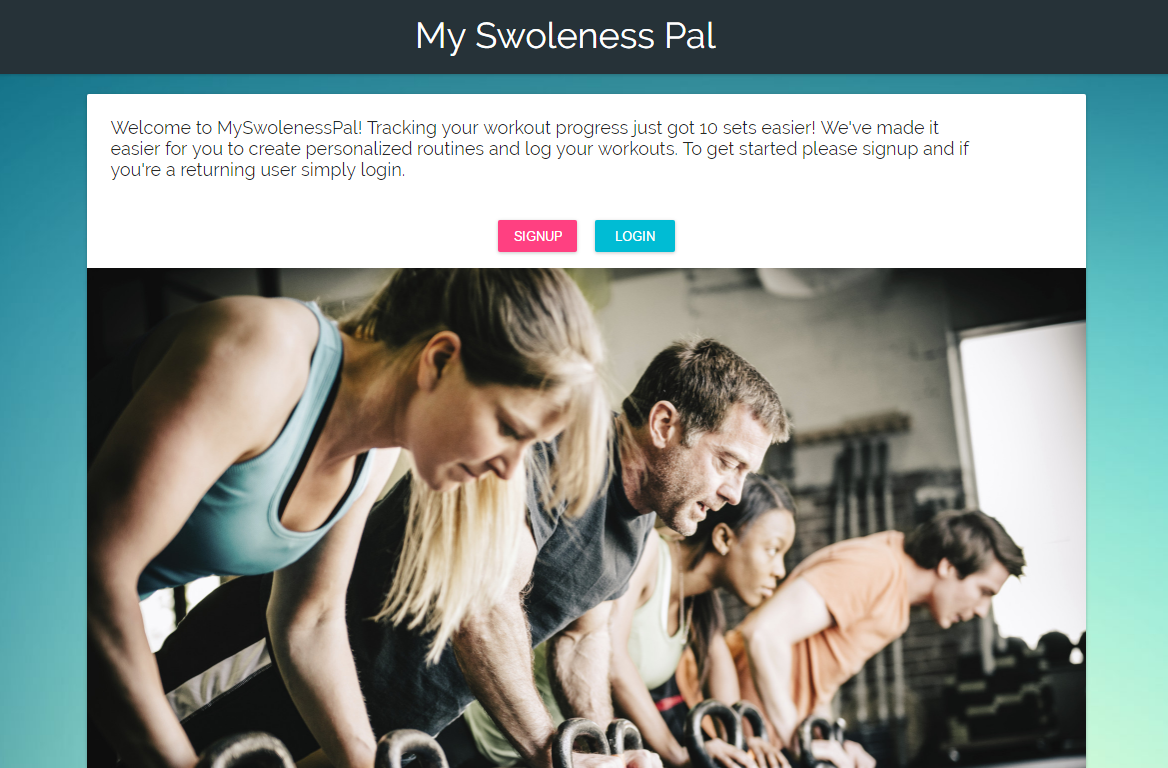 My Swoleness Pal
Welcome to MySwolenessPal! Tracking your workout progress just got 10 sets easier! We've made it
easier for you to create personalized routines and log your workouts. To get started please signup and if
you're a returning user simply login.
SIGNUP
LOGIN